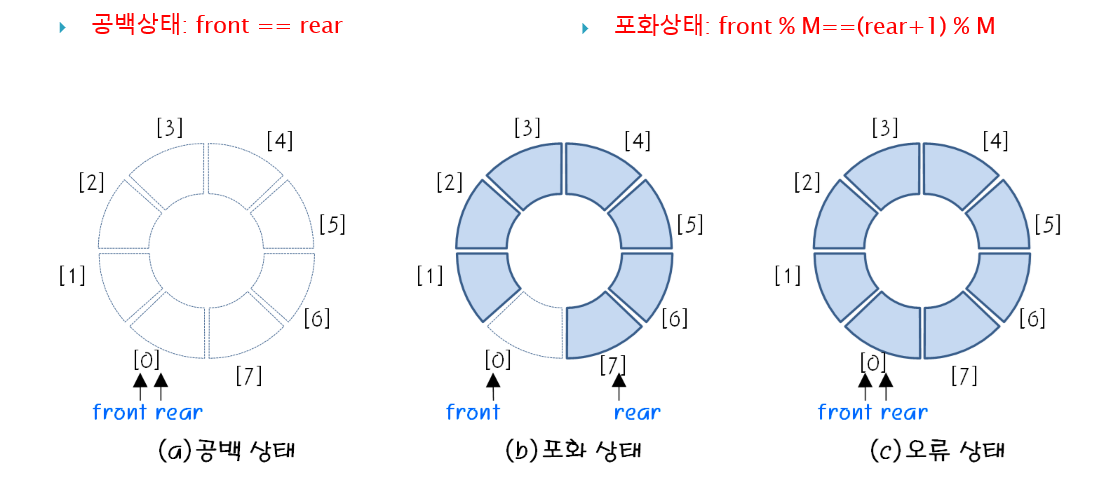 공백상태: front == rear
포화상태: front % M==(rear+1) % M
[3] [4]
[2] [5]
[1] [6]
[0] [7]
front rear
(a)공백 상태
[3] [4]
[2] [5]
[1] [6]
[0] [7]
front rear
(b)포화 상태
[3] [4]
[2] [5]
[1] [6]
[0] [7]
front rear
(c)오류 상태